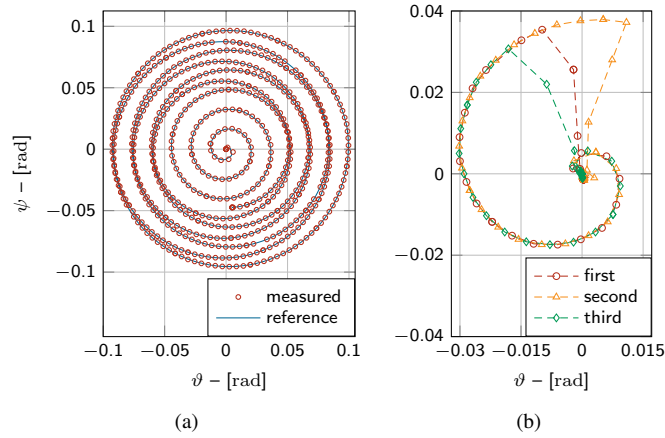 0.1
0.05
0
−0.05
−0.1
ψ – [rad]
−0.1
−0.05
0
0.05
0.1
ϑ – [rad]
measured
reference
(a)
0.04
0.02
0
−0.02
−0.04
−0.03
−0.015
0
0.015
ϑ – [rad]
first
second
third
(b)